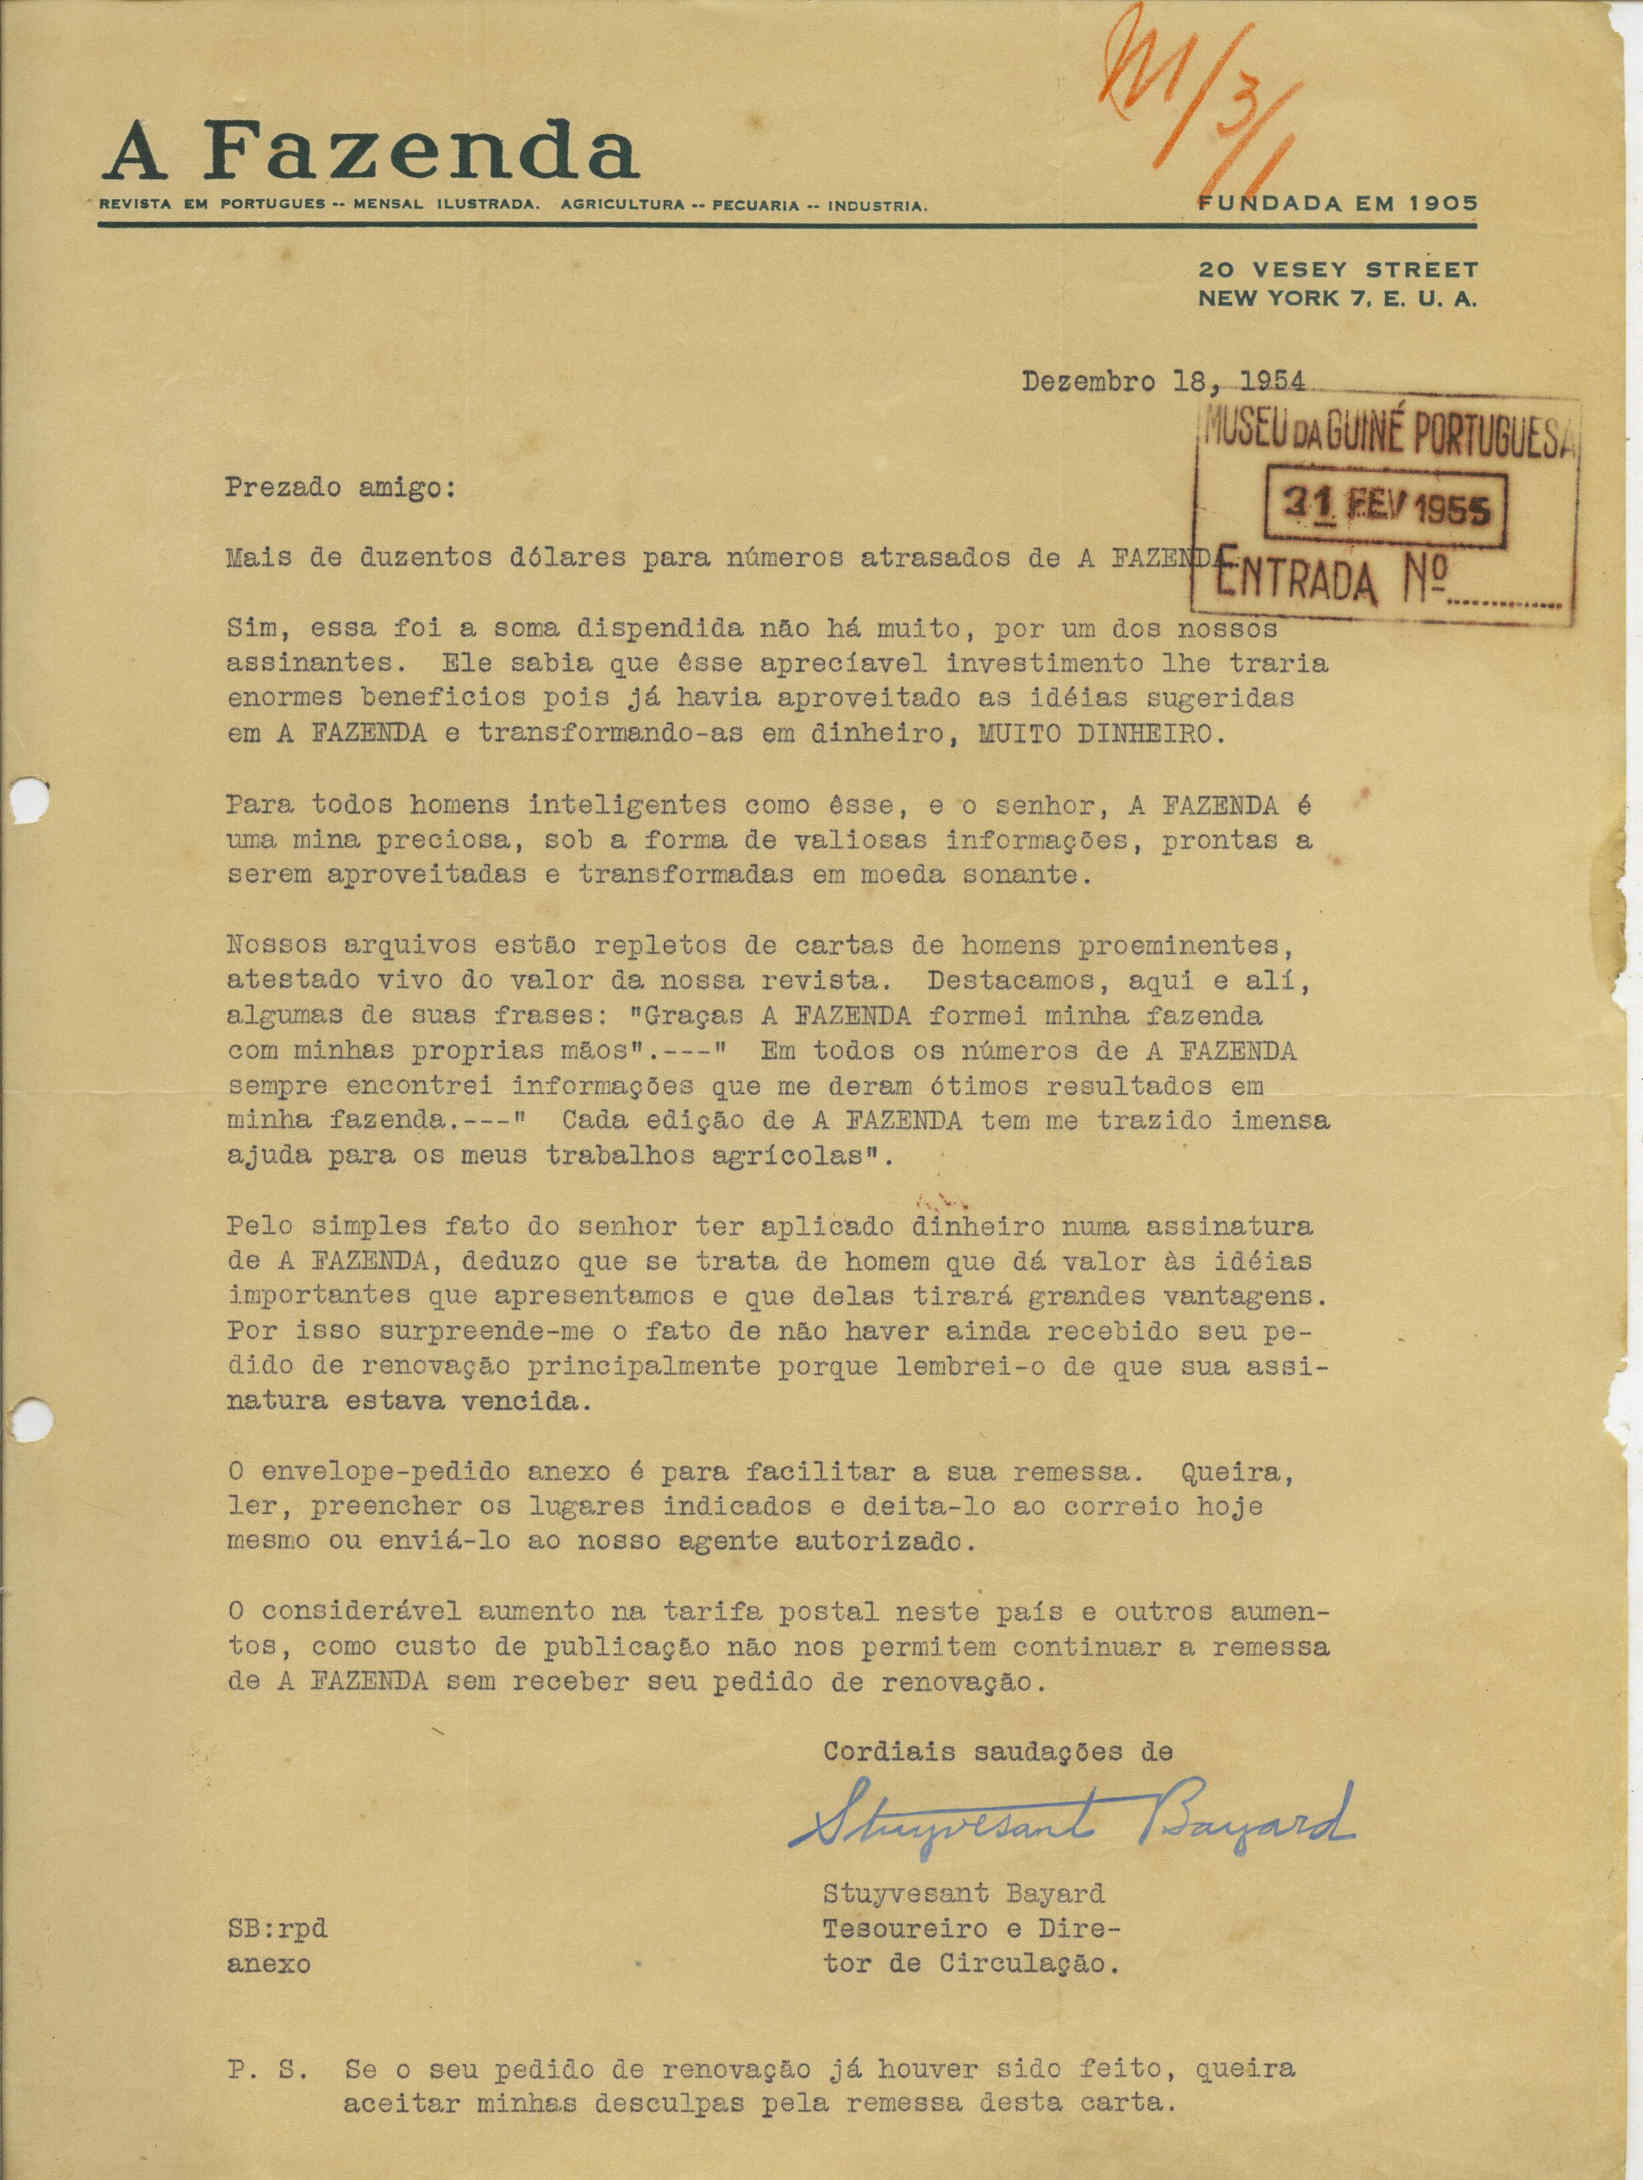 M/3/1
A Fazenda
REVISTA EM PORTUGUES -- MENSAL ILUSTRADA. AGRICULTURA -- PECUARIA -- INDUSTRIA.
FUNDADA EM 1905
20 VESEY STREET
NEW YORK 7, E. U. A.
Dezembro 18, 1954
MUSEU DA GUINÉ PORTUGUESA
FEV 1955
ENTRADA Nº
Prezado amigo:
Mais de duzentos dólares para números atrasados de A FAZENDA.
Sim, essa foi a soma dispendida não há muito, por um dos nossos
assinantes. Ele sabia que êsse aprecíavel investimento lhe traria
enormes beneficios pois já havia aproveitado as idéias sugeridas
em A FAZENDA e transformando-as em dinheiro, MUITO DINHEIRO.
Para todos homens inteligentes como êsse, e o senhor, A FAZENDA é
uma mina preciosa, sob a forma de valiosas informações, prontas a
serem aproveitadas e transformadas em moeda sonante.
Nossos arquivos estão repletos de cartas de homens proeminentes,
atestado vivo do valor da nossa revista. Destacamos, aqui e alí,
algumas de suas frases: "Graças A FAZENDA formei minha fazenda
com minhas proprias mãos".---" Em todos os números de A FAZENDA
sempre encontrei informações que me deram ótimos resultados em
minha fazenda.---" Cada edição de A FAZENDA tem me trazido imensa
ajuda para os meus trabalhos agrícolas".
Pelo simples fato do senhor ter aplicado dinheiro numa assinatura
de A FAZENDA, deduzo que se trata de homem que dá valor às idéias
importantes que apresentamos e que delas tirará grandes vantagens.
Por isso surpreende-me o fato de não haver ainda recebido seu pe-
dido de renovação principalmente porque lembrei-o de que sua assi-
natura estava vencida.
O envelope-pedido anexo é para facilitar a sua remessa. Queira,
ler, preencher os lugares indicados e deita-lo ao correio hoje
mesmo ou enviá-lo ao nosso agente autorizado.
O considerável aumento na tarifa postal neste país e outros aumen-
tos, como custo de publicação não nos permitem continuar a remessa
de A FAZENDA sem receber seu pedido de renovação.
Cordiais saudações de
Stuyvesant Bayard
Stuyvesant Bayard
SB:rpd
Tesoureiro e Dire-
anexo
tor de Circulação.
P. S. Se o seu pedido de renovação já houver sido feito, queira
aceitar minhas desculpas pela remessa desta carta.